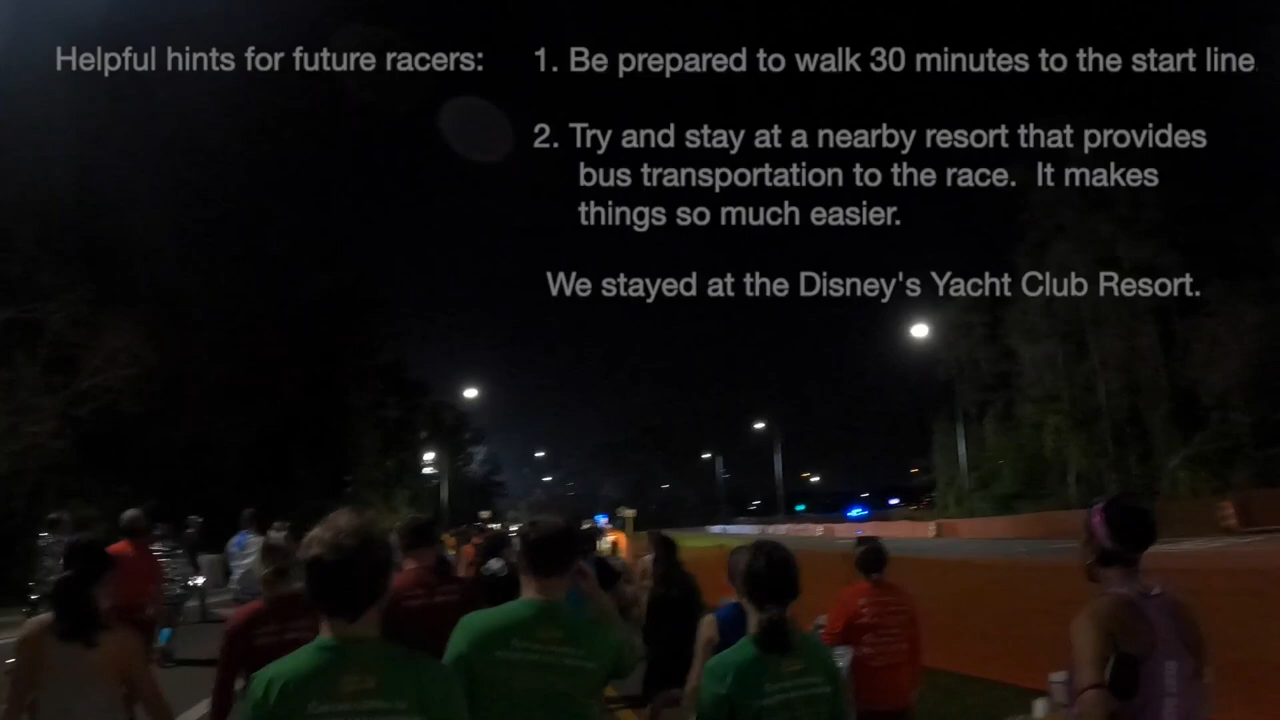 Helpful hints for future racers:
1. Be prepared to walk 30 minutes to the start line
2. Try and stay at a nearby resort that provides
bus transportation to the race. It makes
things so much easier.
We stayed at the Disney's Yacht Club Resort.